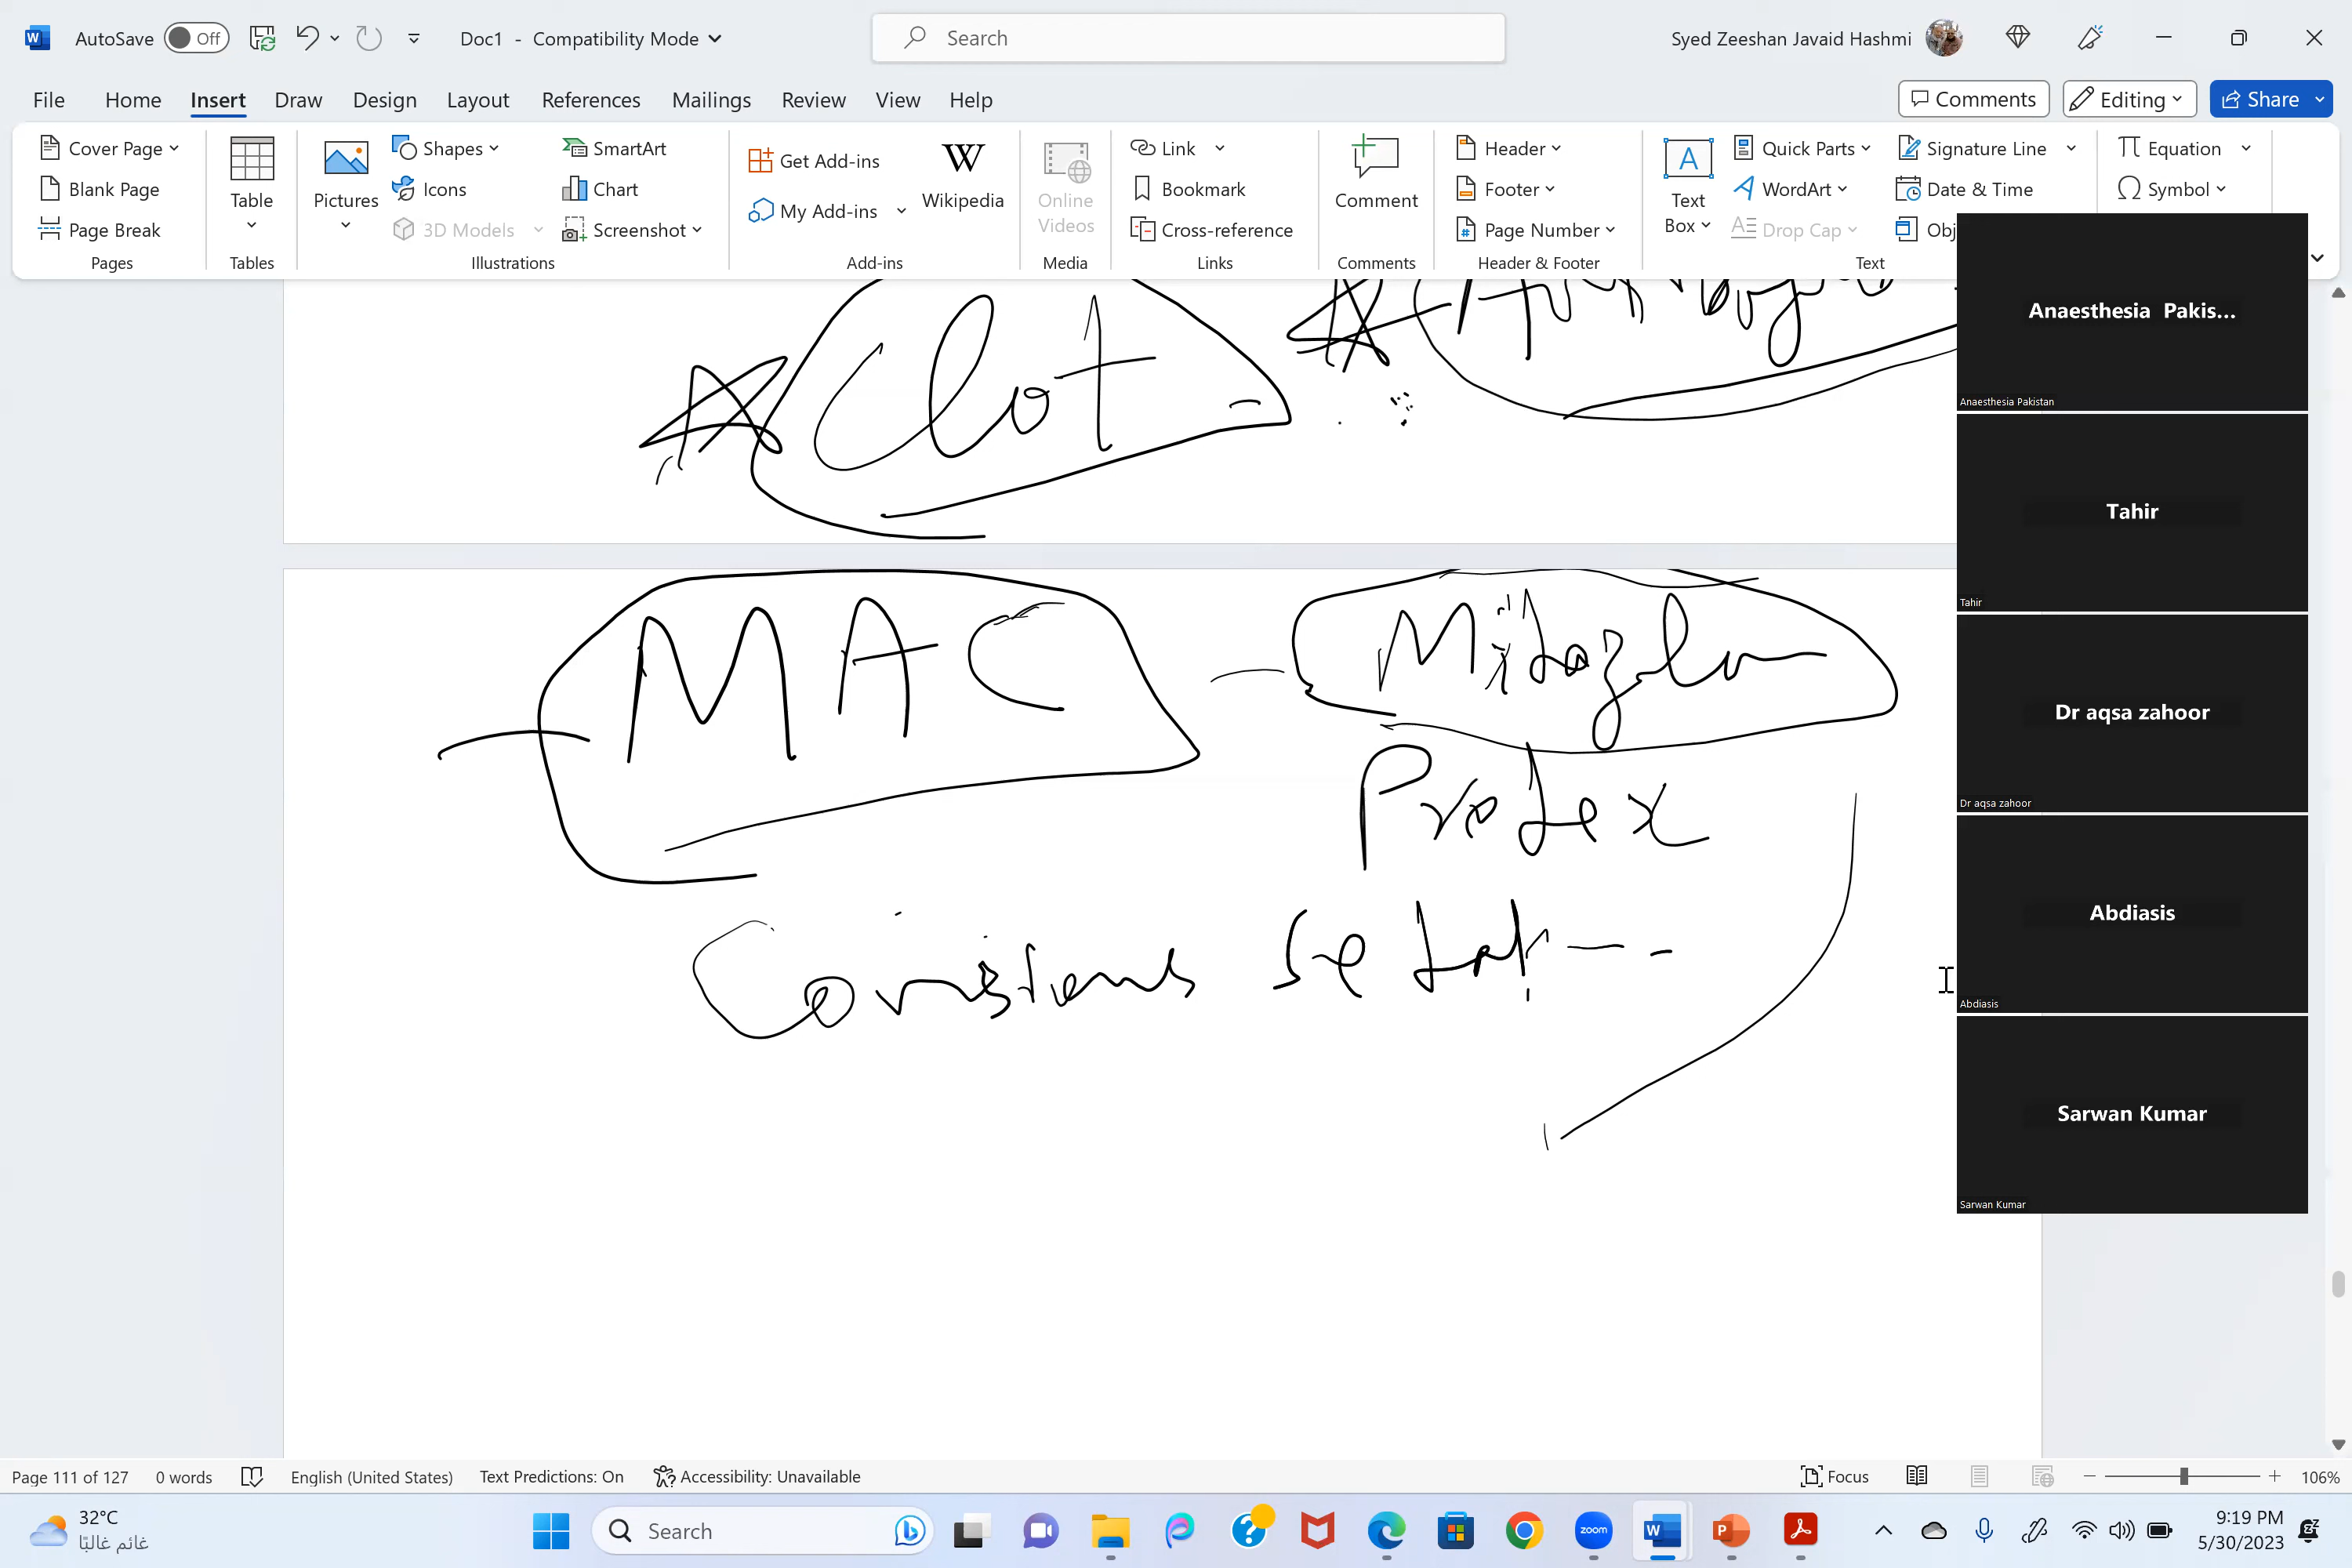 AutoSave Off Doc1 - Compatibility Mode Search Syed Zeeshan Javaid Hashmi
File Home Insert Draw Design Layout References Mailings Review View Help Comments Editing Share
Cover Page
Blank Page
Page Break
Pages
Table
Tables
Pictures
Shapes
Icons
3D Models
SmartArt
Chart
Screenshot
Illustrations
Get Add-ins
My Add-ins
Wikipedia
Add-ins
Online
Videos
Media
Link
Bookmark
Cross-reference
Links
Comment
Comments
Header
Footer
Page Number
Header & Footer
Text
Box
Quick Parts
WordArt
Drop Cap
Signature Line
Date & Time
Obj
Text
Equation
Symbol
Clot
MAC - Midazolam
Prodex
Consious Sedat
Anaesthesia Pakis...
Anaesthesia Pakistan
Tahir
Tahir
Dr aqsa zahoor
Dr aqsa zahoor
Abdiasis
Abdiasis
Sarwan Kumar
Sarwan Kumar
Page 111 of 127 0 words English (United States) Text Predictions: On Accessibility: Unavailable Focus 106%
32°C
غائم غالبًا
Search
zoom
9:19 PM
5/30/2023